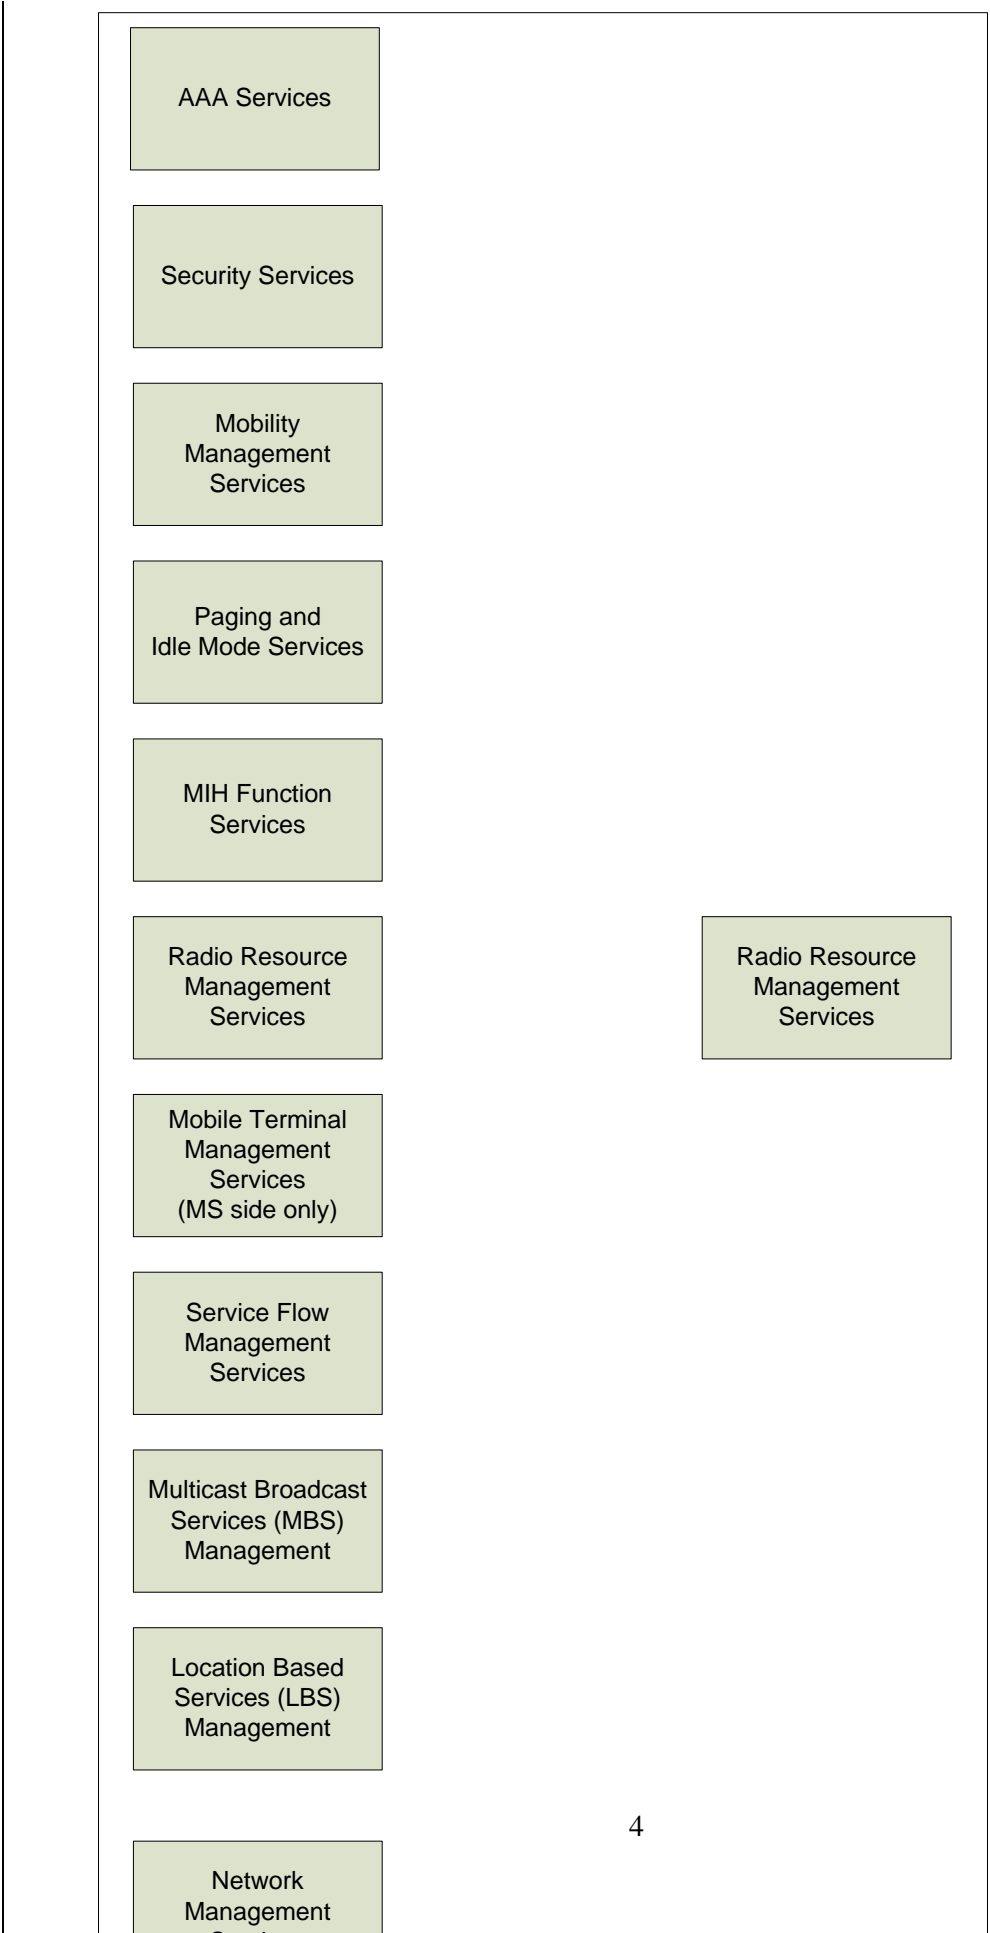 AAA Services
Security Services
Mobility
Management
Services
Paging and
Idle Mode Services
MIH Function
Services
Radio Resource
Management
Services
Radio Resource
Management
Services
Mobile Terminal
Management
Services
(MS side only)
Service Flow
Management
Services
Multicast Broadcast
Services (MBS)
Management
Location Based
Services (LBS)
Management
4
Network
Management